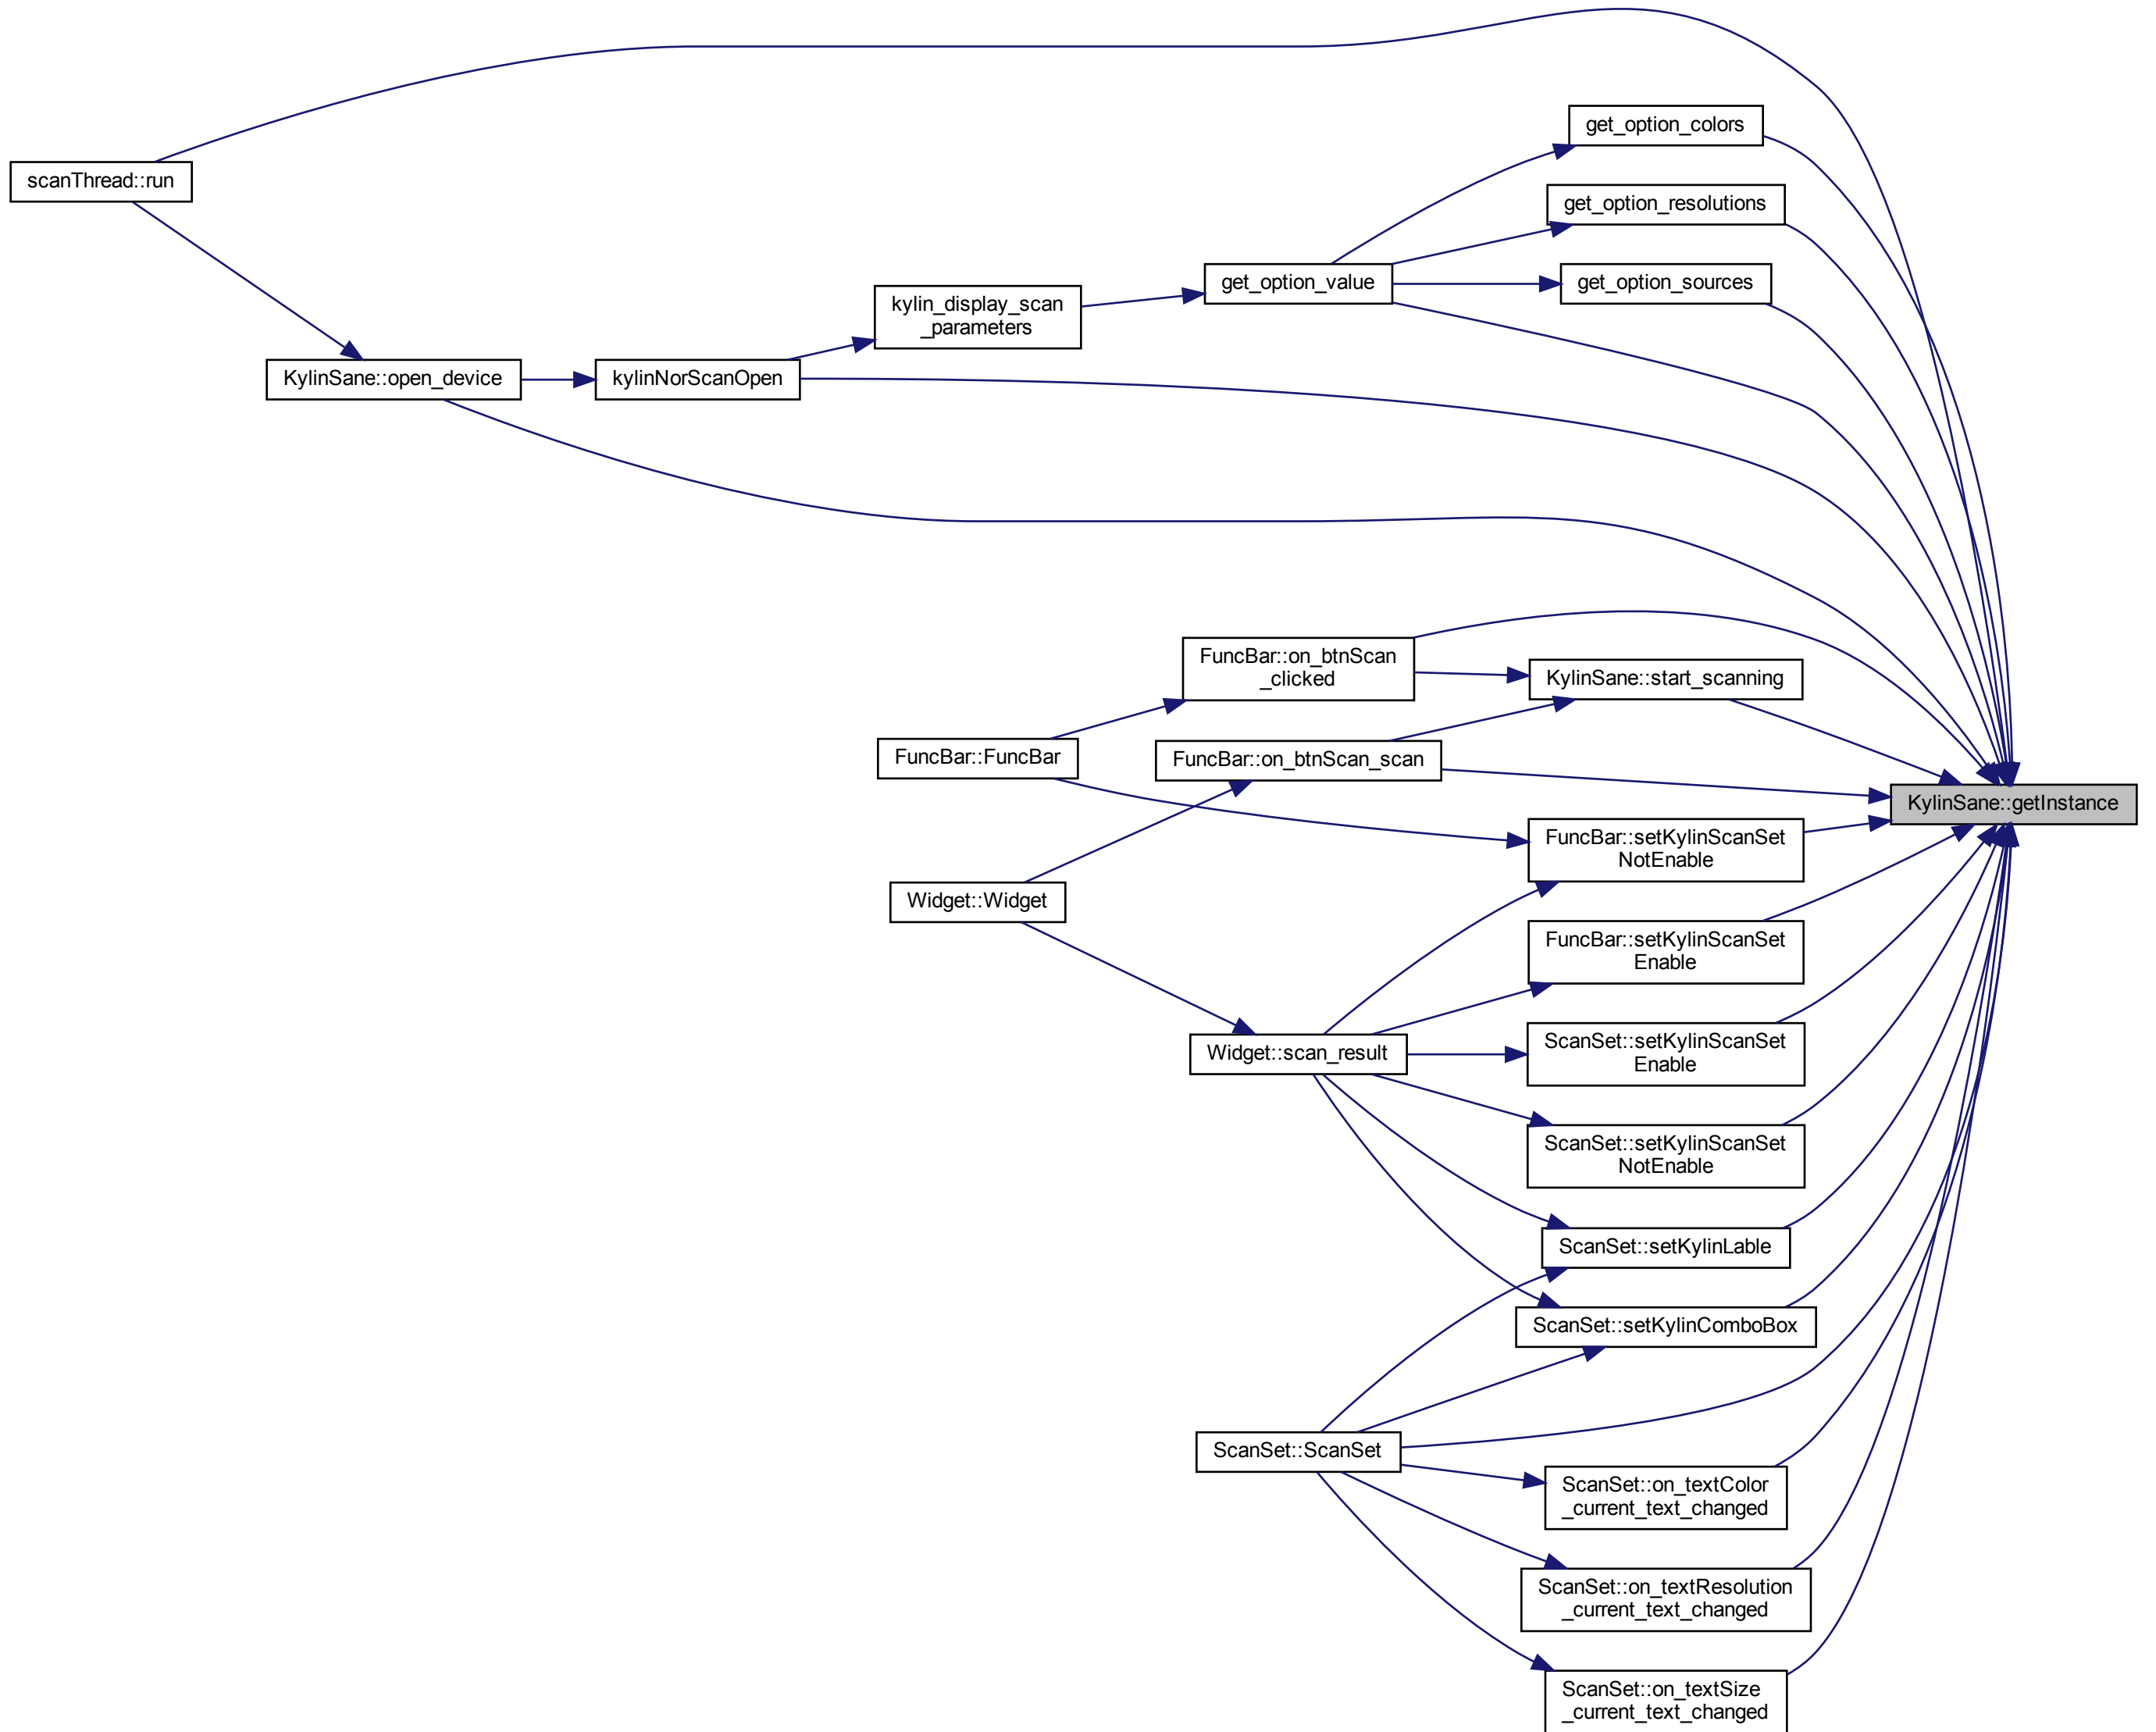 get_option_colors
scanThread::run
get_option_resolutions
get_option_value
get_option_sources
kylin_display_scan
_parameters
KylinSane::open_device
kylinNorScanOpen
FuncBar::on_btnScan
_clicked
KylinSane::start_scanning
FuncBar::FuncBar
FuncBar::on_btnScan_scan
KylinSane::getInstance
FuncBar::setKylinScanSet
NotEnable
Widget::Widget
FuncBar::setKylinScanSet
Enable
Widget::scan_result
ScanSet::setKylinScanSet
Enable
ScanSet::setKylinScanSet
NotEnable
ScanSet::setKylinLable
ScanSet::setKylinComboBox
ScanSet::ScanSet
ScanSet::on_textColor
_current_text_changed
ScanSet::on_textResolution
_current_text_changed
ScanSet::on_textSize
_current_text_changed